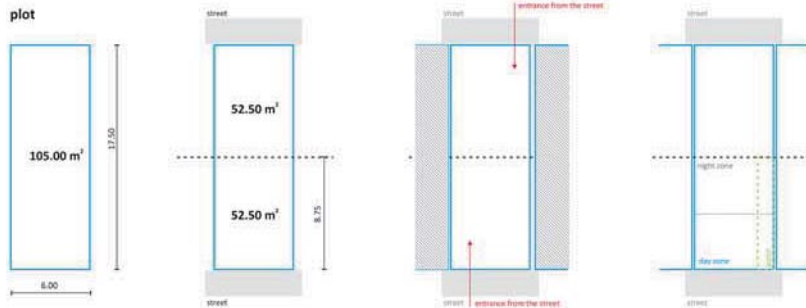 plot
105.00 m²
17.50
6.00
street
52.50 m²
52.50 m²
8.75
street
street
entrance from the street
street
entrance from the street
street
night zone
day zone
street